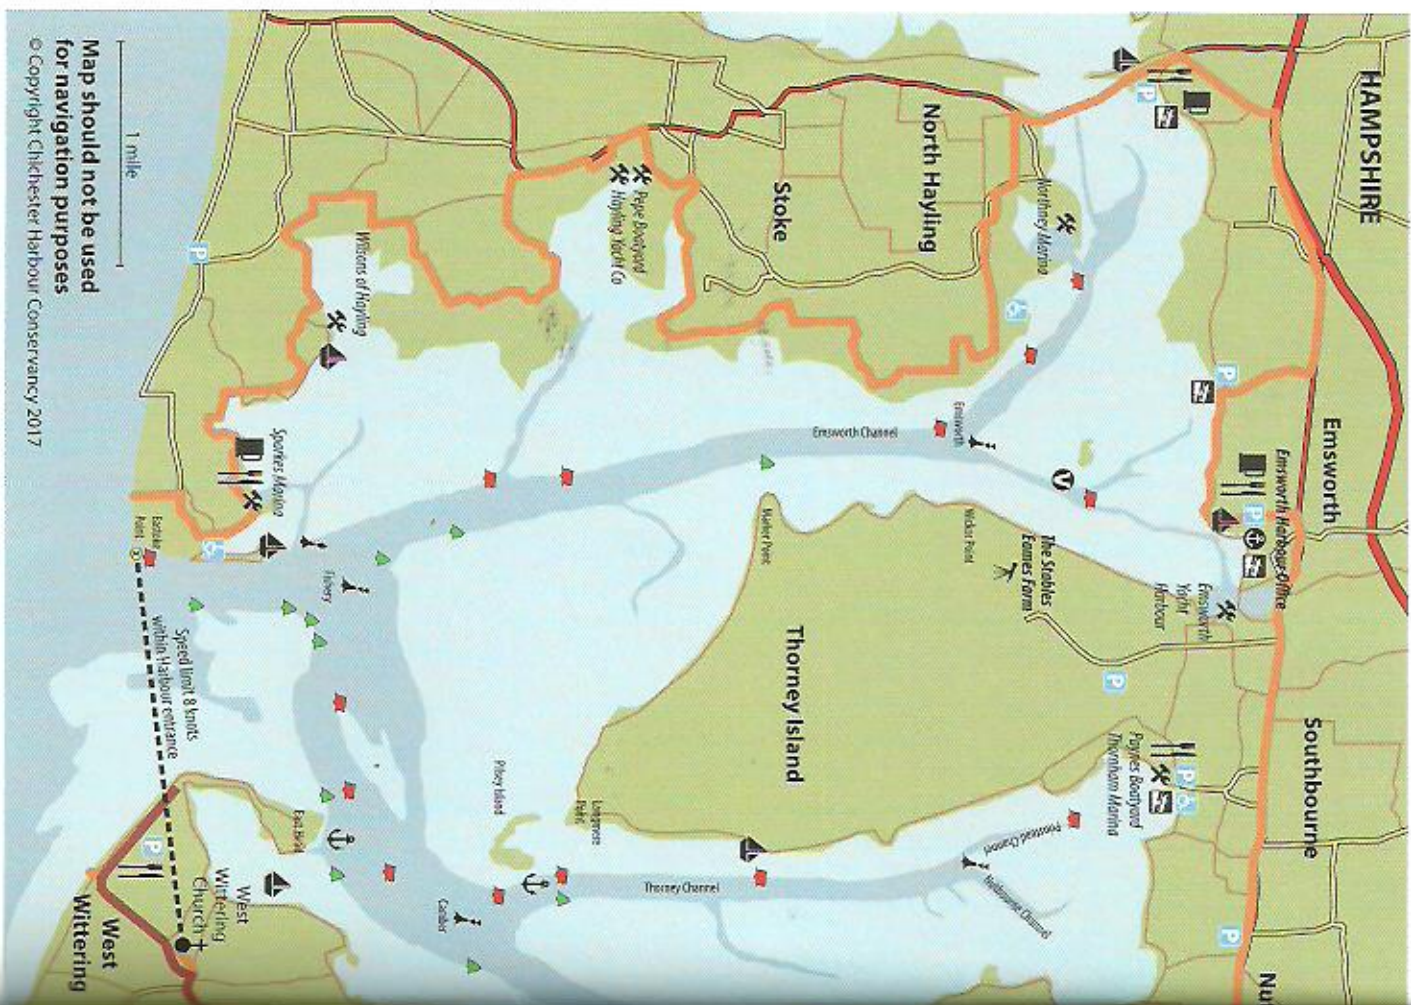 HAMPSHIRE
Emsworth
Emsworth Harbour Office
Southbourne
Nu
Northney Marina
North Hayling
Stoke
Emsworth
Emsworth
Yacht
Harbour
Paynes Boatyard
Thornham Marina
The Stables
Eames Farm
Wickor Point
Marker Point
Emsworth Channel
Thorney Island
Prinstead Channel
Nutbourne Channel
Thorney Channel
Longmere
Point
Pilsey Island
Pepe Boatyard
Hayling Yacht Co
Wilsons of Hayling
Sparkes Marina
Fishery
Eastoke
Point
Camber
East Head
Speed limit 8 knots
within Harbour entrance
West
Wittering
Church
West
Wittering
P
P
P
P
P
P
P
P
V
1 mile
Map should not be used
for navigation purposes
© Copyright Chichester Harbour Conservancy 2017